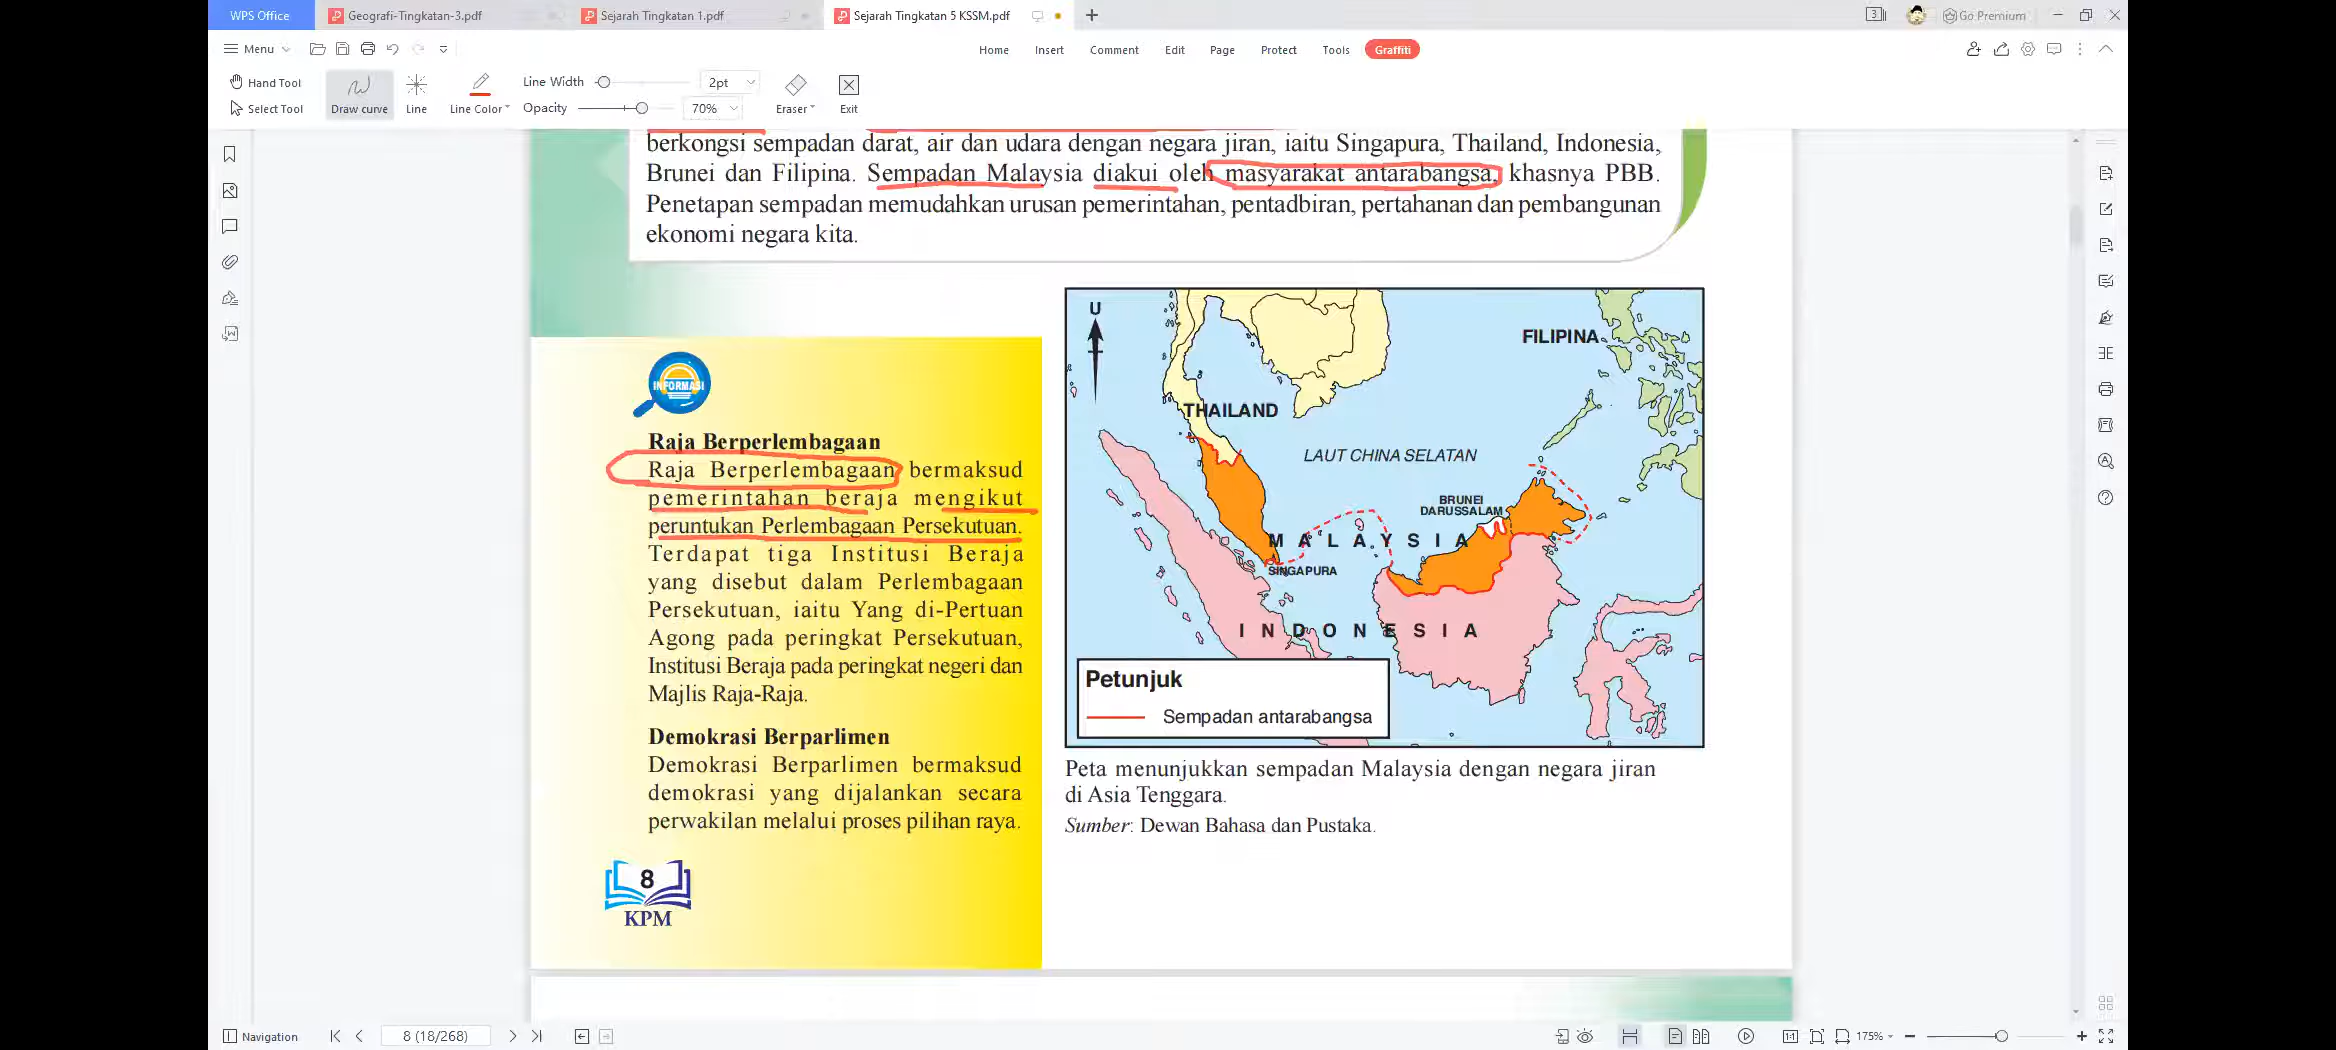 WPS Office
Geografi-Tingkatan-3.pdf
Sejarah Tingkatan 1.pdf
Sejarah Tingkatan 5 KSSM.pdf
3
Go Premium
Menu
Home Insert Comment Edit Page Protect Tools Graffiti
Hand Tool
Select Tool
Draw curve
Line
Line Color
Line Width
2pt
Opacity
70%
Eraser
Exit
berkongsi sempadan darat, air dan udara dengan negara jiran, iaitu Singapura, Thailand, Indonesia,
Brunei dan Filipina. Sempadan Malaysia diakui oleh masyarakat antarabangsa, khasnya PBB.
Penetapan sempadan memudahkan urusan pemerintahan, pentadbiran, pertahanan dan pembangunan
ekonomi negara kita.
INFORMASI
Raja Berperlembagaan
Raja Berperlembagaan bermaksud
pemerintahan beraja mengikut
peruntukan Perlembagaan Persekutuan.
Terdapat tiga Institusi Beraja
yang disebut dalam Perlembagaan
Persekutuan, iaitu Yang di-Pertuan
Agong pada peringkat Persekutuan,
Institusi Beraja pada peringkat negeri dan
Majlis Raja-Raja.
Demokrasi Berparlimen
Demokrasi Berparlimen bermaksud
demokrasi yang dijalankan secara
perwakilan melalui proses pilihan raya.
8
KPM
U
FILIPINA
THAILAND
LAUT CHINA SELATAN
BRUNEI
DARUSSALAM
MALAYSIA
SINGAPURA
INDONESIA
Petunjuk
Sempadan antarabangsa
Peta menunjukkan sempadan Malaysia dengan negara jiran
di Asia Tenggara.
Sumber: Dewan Bahasa dan Pustaka.
Navigation
8 (18/268)
1:1
175%